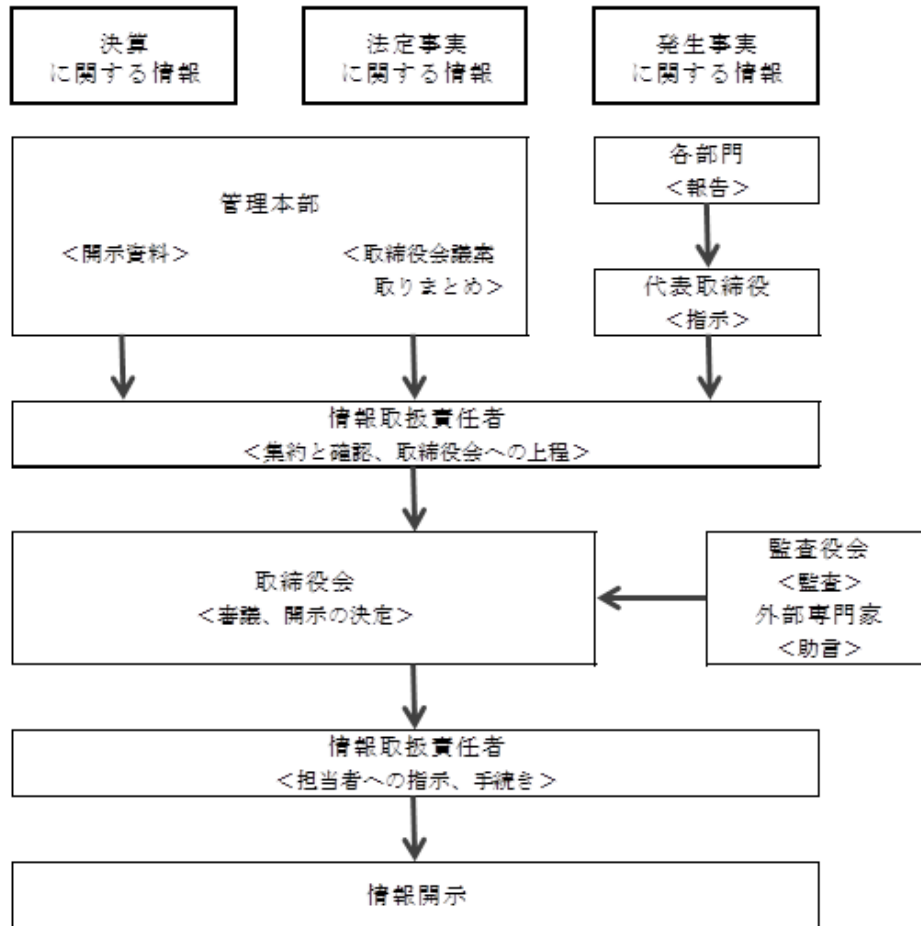 決算
に関する情報
法定事実
に関する情報
発生事実
に関する情報
管理本部
＜開示資料＞
＜取締役会議案
取りまとめ＞
各部門
＜報告＞
代表取締役
＜指示＞
情報取扱責任者
＜集約と確認、取締役会への上程＞
取締役会
＜審議、開示の決定＞
監査役会
＜監査＞
外部専門家
＜助言＞
情報取扱責任者
＜担当者への指示、手続き＞
情報開示